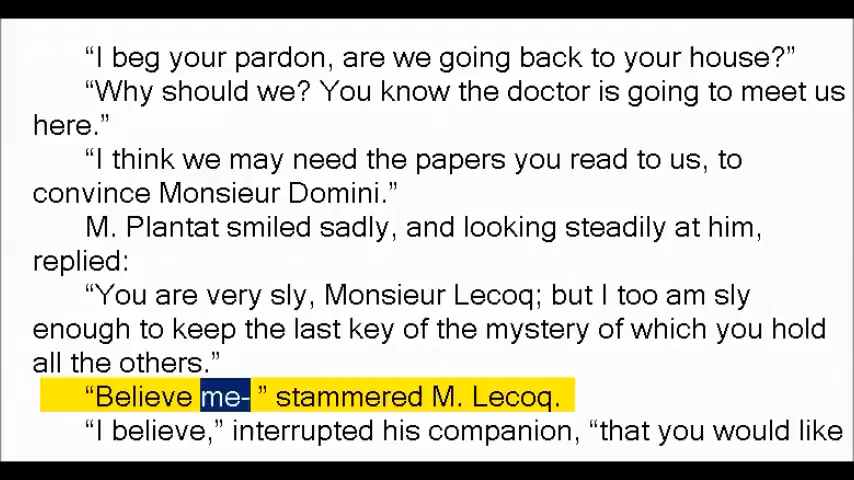 “I beg your pardon, are we going back to your house?”
“Why should we? You know the doctor is going to meet us
here.”
“I think we may need the papers you read to us, to
convince Monsieur Domini.”
M. Plantat smiled sadly, and looking steadily at him,
replied:
“You are very sly, Monsieur Lecoq; but I too am sly
enough to keep the last key of the mystery of which you hold
all the others.”
“Believe me- ” stammered M. Lecoq.
“I believe,” interrupted his companion, “that you would like